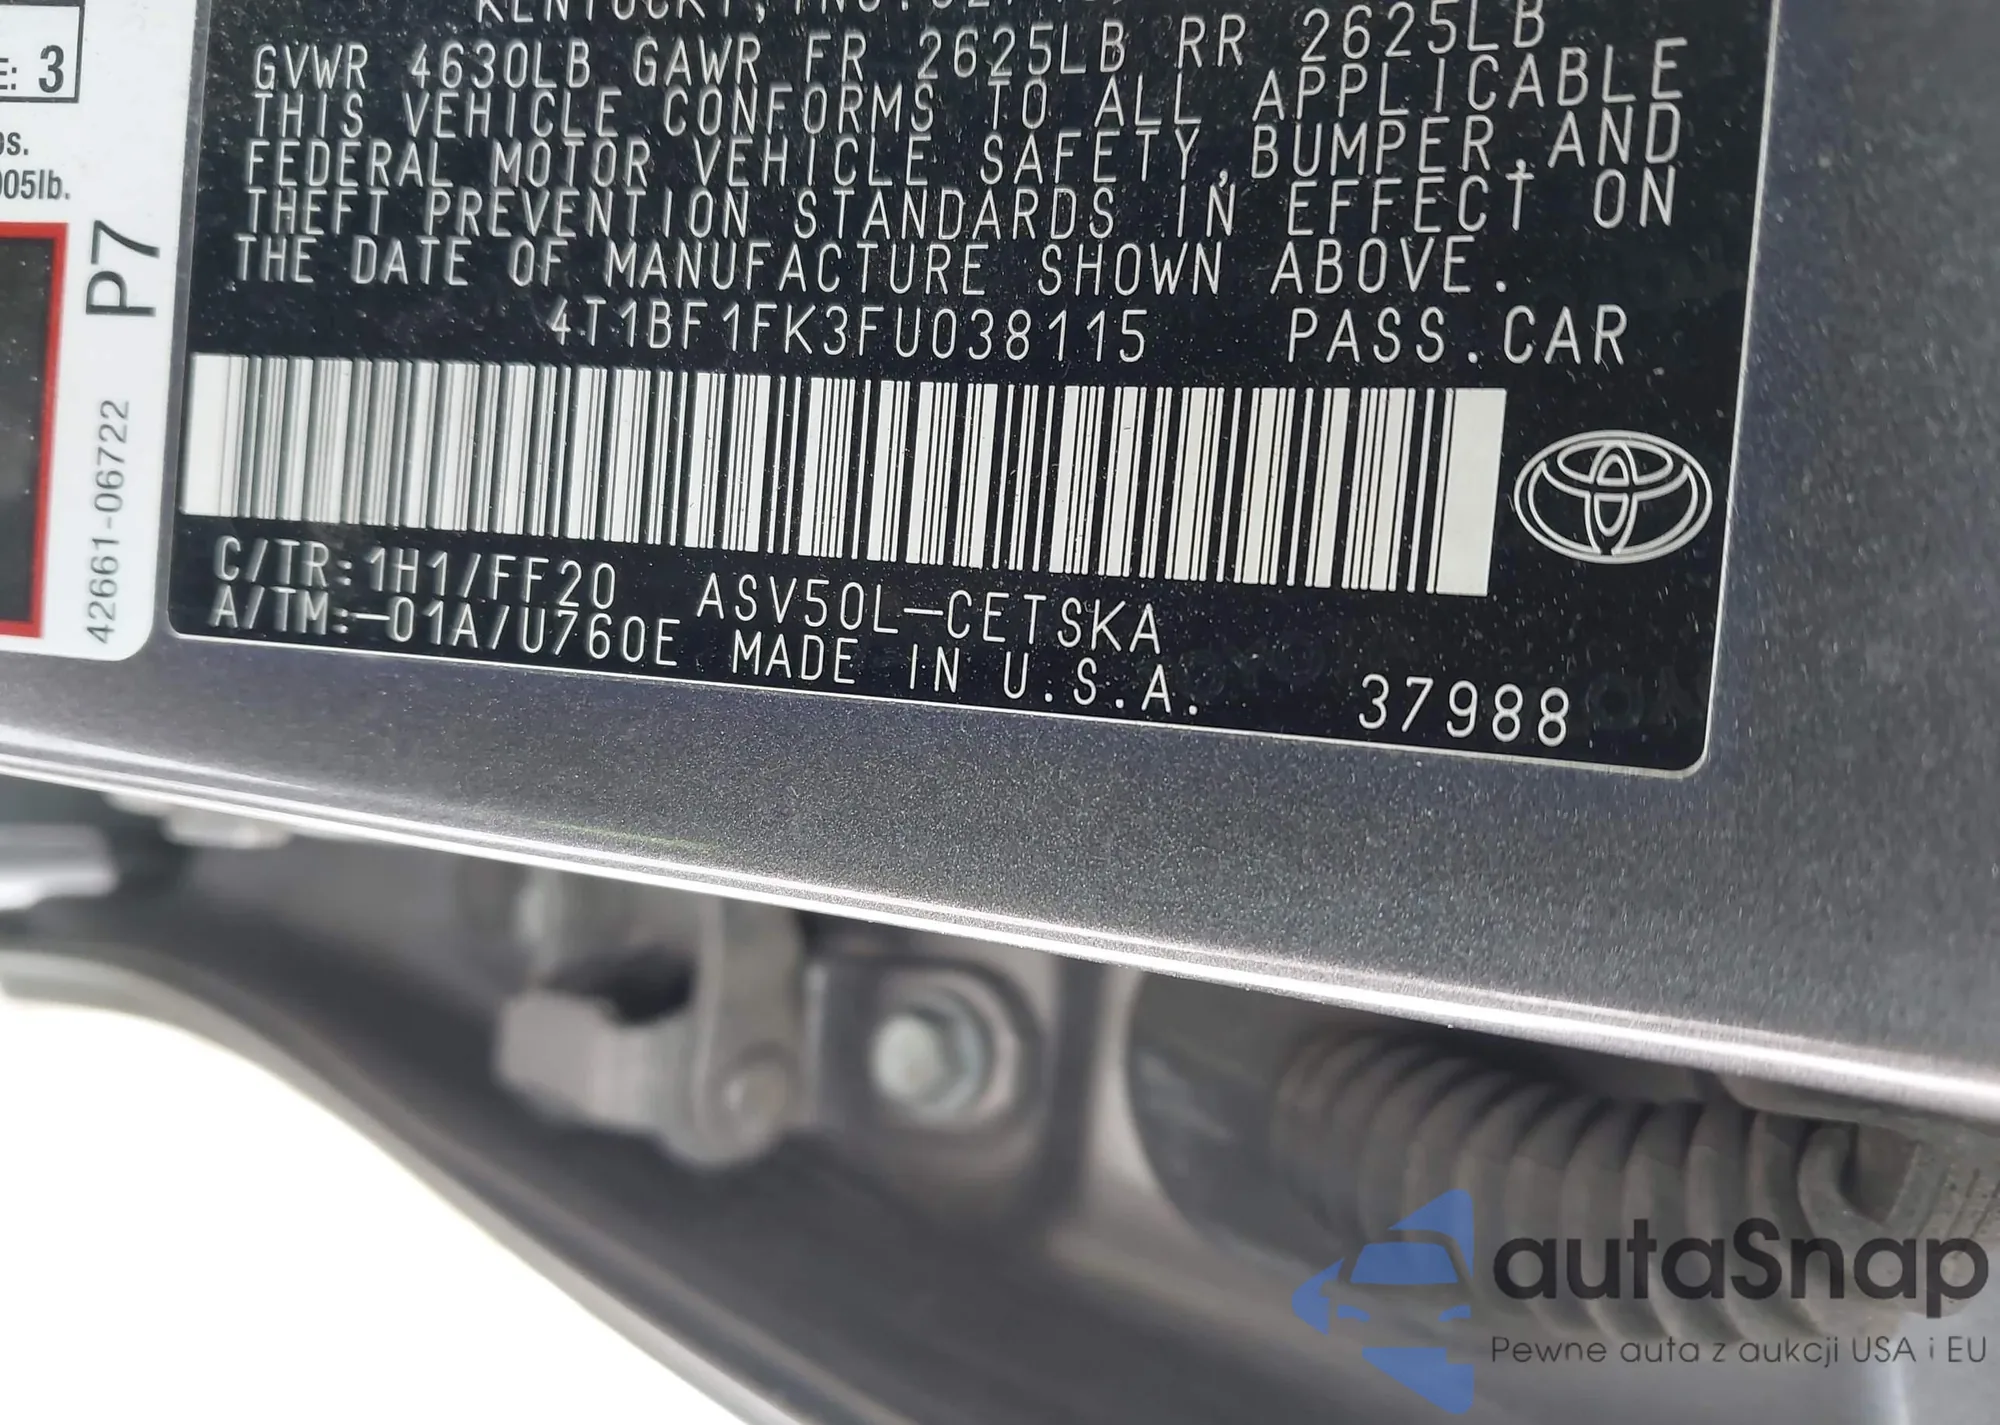 KENTUCKY, INC.
GVWR 4630LB GAWR FR 2625LB RR 2625LB
THIS VEHICLE CONFORMS TO ALL APPLICABLE
FEDERAL MOTOR VEHICLE SAFETY, BUMPER, AND
THEFT PREVENTION STANDARDS IN EFFECT ON
THE DATE OF MANUFACTURE SHOWN ABOVE.
4T1BF1FK3FU038115 PASS.CAR
C/TR:1H1/FF20 ASV50L-CETSKA
A/TM:-01A/U760E MADE IN U.S.A.
37988
3
P7
42661-06722
autaSnap
Pewne auta z aukcji USA i EU